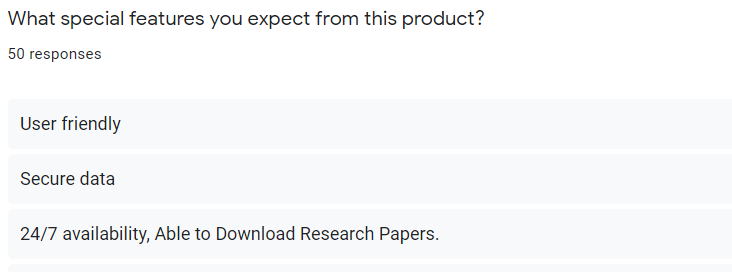 What special features you expect from this product?
50 responses
User friendly
Secure data
24/7 availability, Able to Download Research Papers.